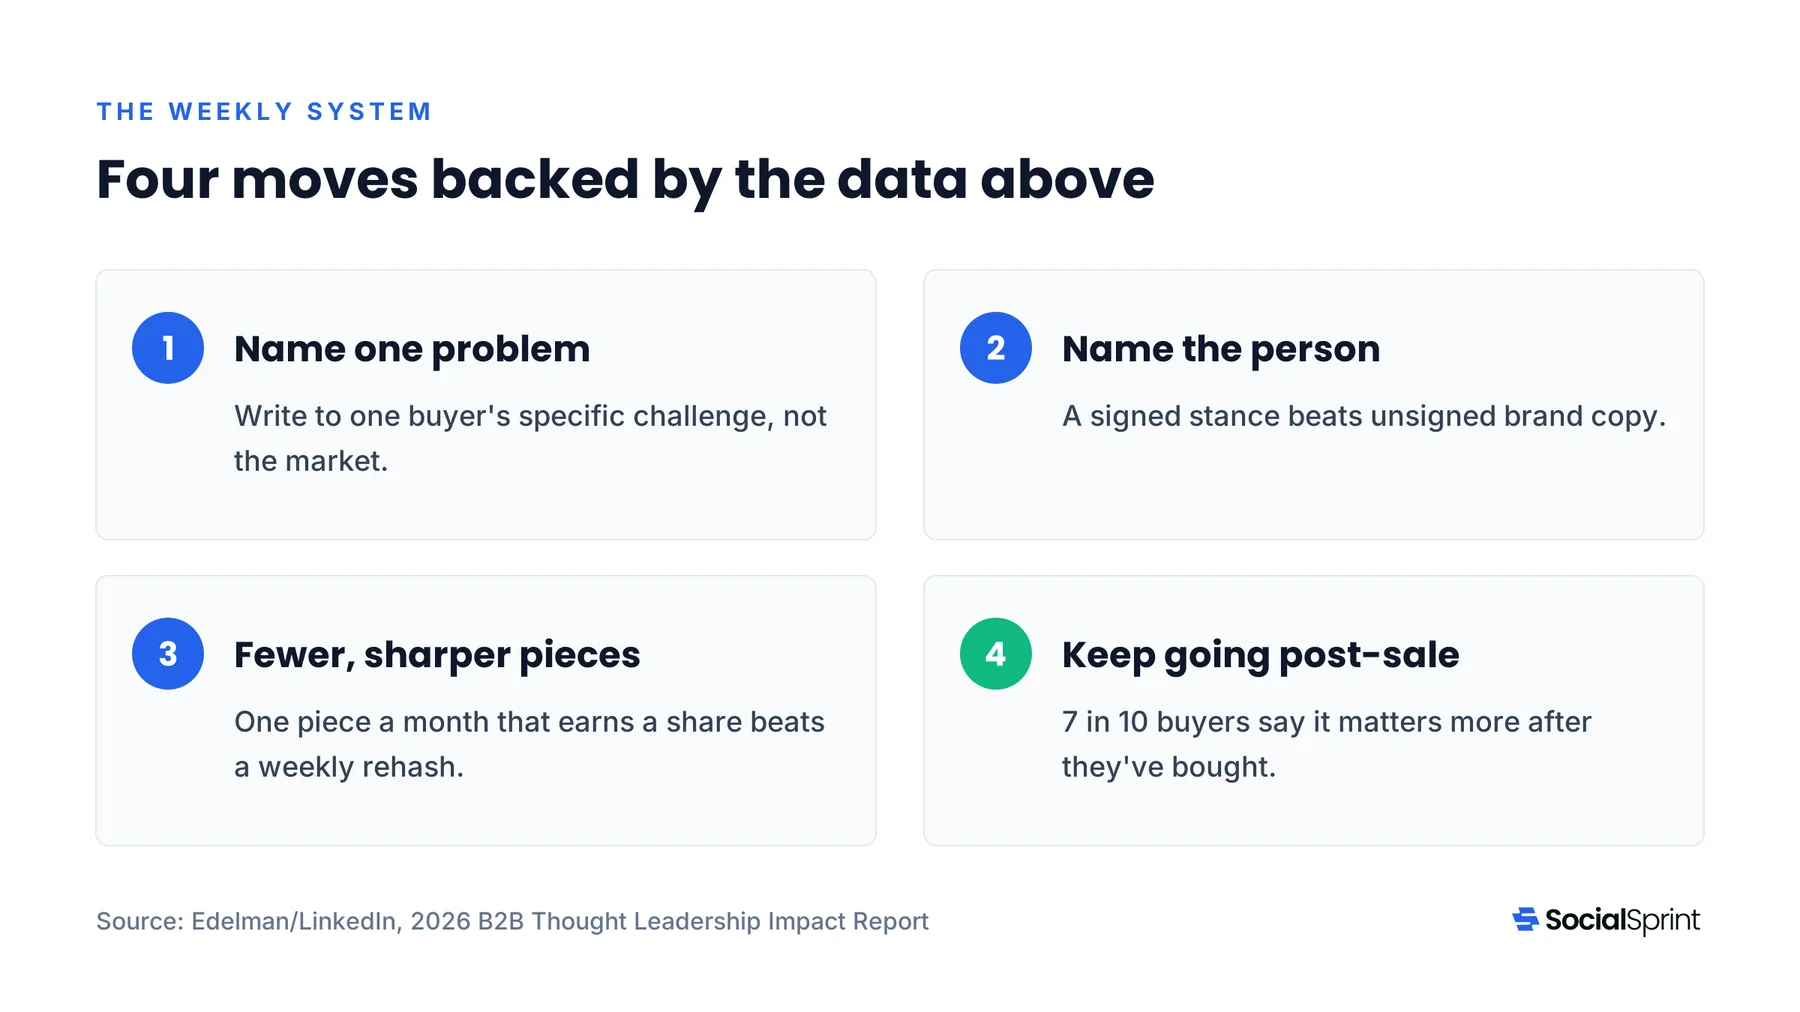 THE WEEKLY SYSTEM
Four moves backed by the data above
1
Name one problem
Write to one buyer's specific challenge, not
the market.
2
Name the person
A signed stance beats unsigned brand copy.
3
Fewer, sharper pieces
One piece a month that earns a share beats
a weekly rehash.
4
Keep going post-sale
7 in 10 buyers say it matters more after
they've bought.
Source: Edelman/LinkedIn, 2026 B2B Thought Leadership Impact Report
SocialSprint